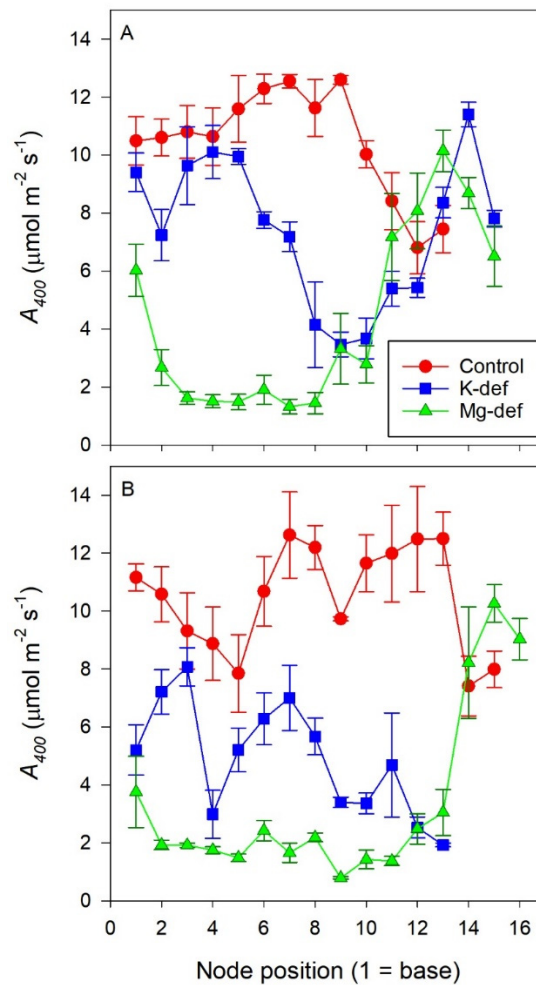 A
14
12
10
8
6
4
2
0
A400 (μmol m−2 s−1)
Control
K-def
Mg-def
B
14
12
10
8
6
4
2
0
A400 (μmol m−2 s−1)
0 2 4 6 8 10 12 14 16
Node position (1 = base)